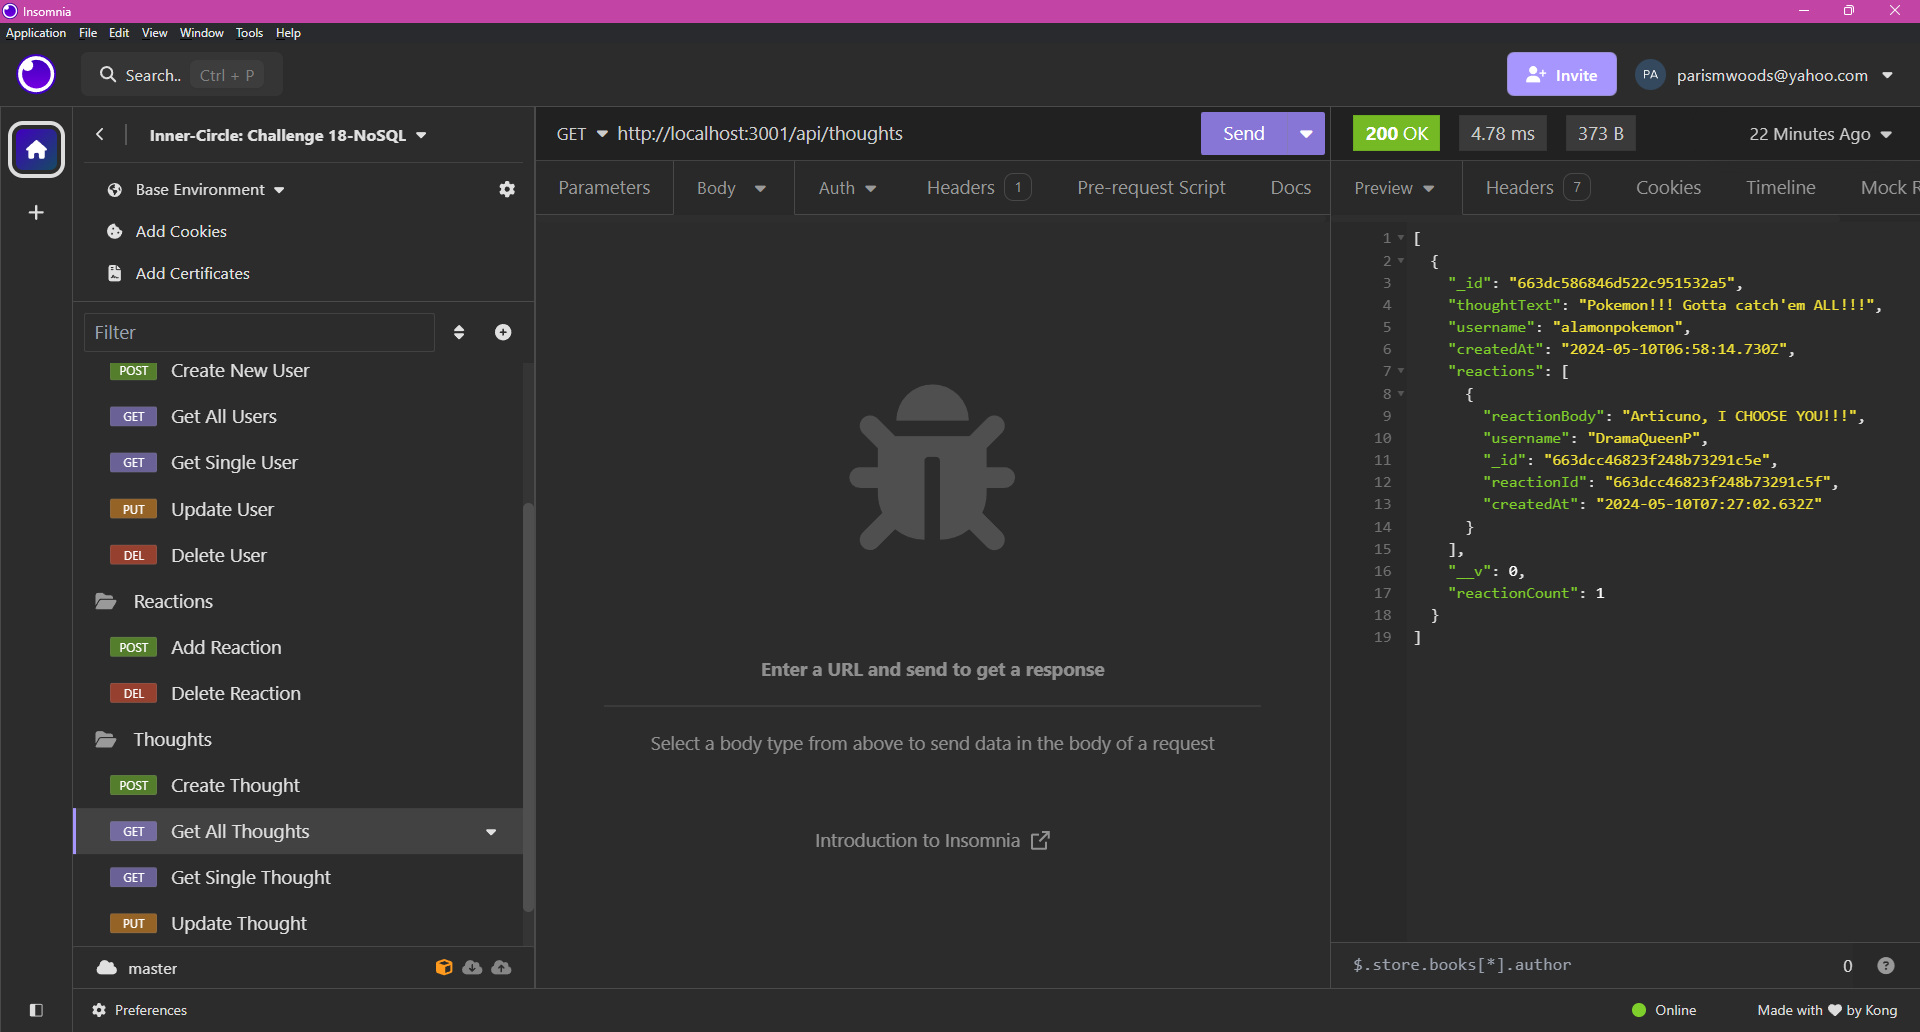 Insomnia
Application File Edit View Window Tools Help
Search.. Ctrl + P
Invite
PA parismwoods@yahoo.com
Inner-Circle: Challenge 18-NoSQL
GET http://localhost:3001/api/thoughts
Send
200 OK 4.78 ms 373 B 22 Minutes Ago
Base Environment
Add Cookies
Add Certificates
Filter
POST Create New User
GET Get All Users
GET Get Single User
PUT Update User
DEL Delete User
Reactions
POST Add Reaction
DEL Delete Reaction
Thoughts
POST Create Thought
GET Get All Thoughts
GET Get Single Thought
PUT Update Thought
master
Preferences
Parameters Body Auth Headers 1 Pre-request Script Docs
Enter a URL and send to get a response
Select a body type from above to send data in the body of a request
Introduction to Insomnia
Preview Headers 7 Cookies Timeline Mock R
1 [
2 {
3 "_id": "663dc586846d522c951532a5",
4 "thoughtText": "Pokemon!!! Gotta catch'em ALL!!!",
5 "username": "alamonpokemon",
6 "createdAt": "2024-05-10T06:58:14.730Z",
7 "reactions": [
8 {
9 "reactionBody": "Articuno, I CHOOSE YOU!!!",
10 "username": "DramaQueenP",
11 "_id": "663dcc46823f248b73291c5e",
12 "reactionId": "663dcc46823f248b73291c5f",
13 "createdAt": "2024-05-10T07:27:02.632Z"
14 }
15 ],
16 "__v": 0,
17 "reactionCount": 1
18 }
19 ]
$.store.books[*].author 0 ?
Online Made with by Kong